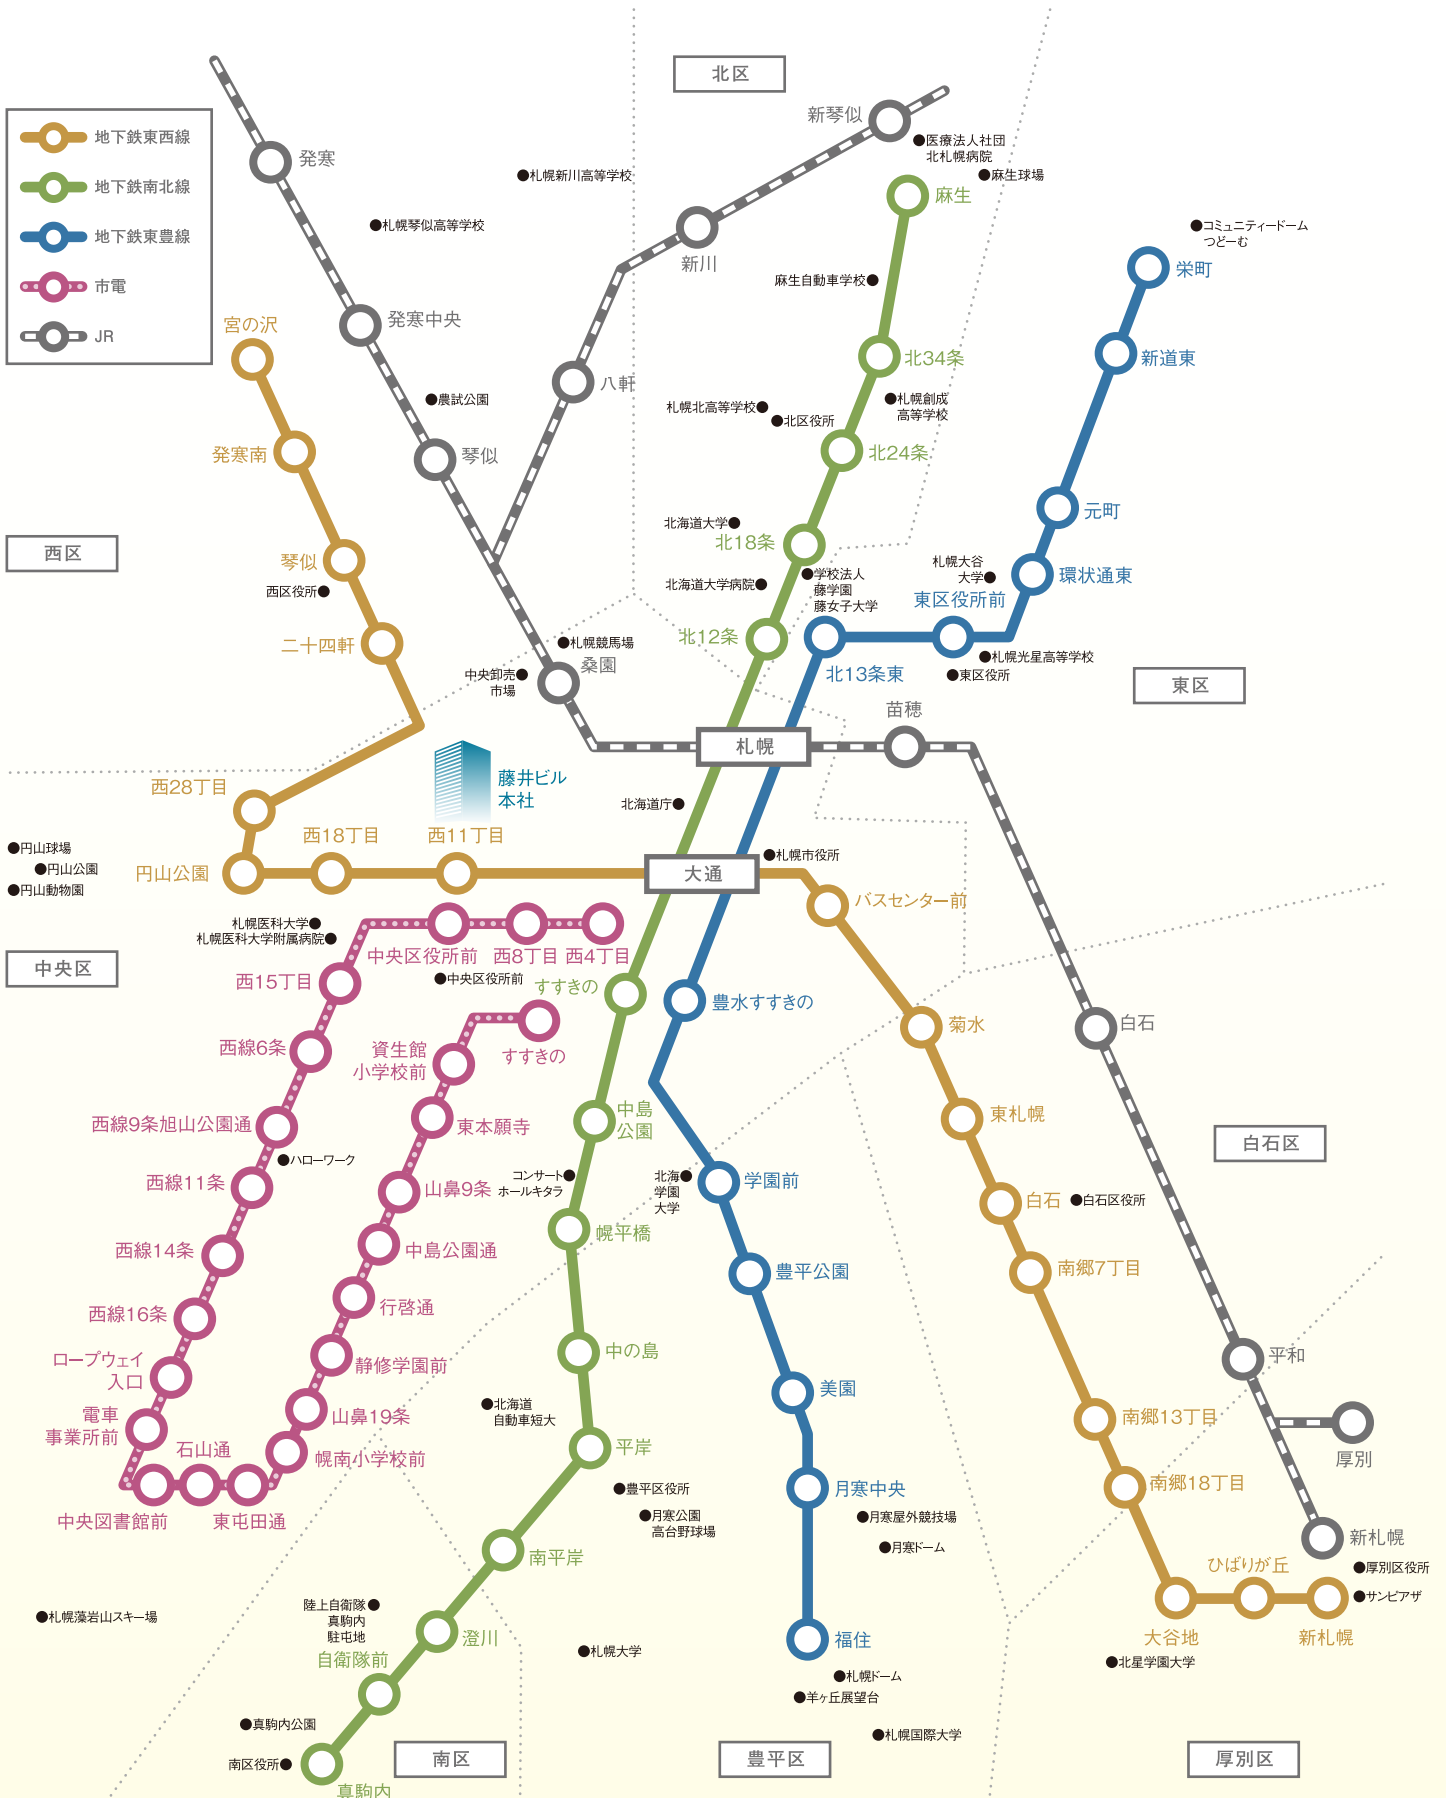 北区
地下鉄東西線
地下鉄南北線
地下鉄東豊線
市電
JR
発寒
新琴似
●医療法人社団
北札幌病院
●麻生球場
●札幌新川高等学校
麻生
●札幌琴似高等学校
●コミュニティードーム
つどーむ
新川
栄町
麻生自動車学校●
発寒中央
宮の沢
北34条
新道東
八軒
●農試公園
札幌北高等学校●
●北区役所
●札幌創成
高等学校
発寒南
琴似
北24条
元町
西区
北海道大学●
北18条
琴似
西区役所●
北海道大学病院●
●学校法人
藤学園
藤女子大学
札幌大谷
大学●
環状通東
東区役所前
二十四軒
●札幌競馬場
桑園
中央卸売●
市場
北12条
北13条東
●札幌光星高等学校
●東区役所
東区
苗穂
札幌
藤井ビル
本社
西28丁目
北海道庁●
西18丁目
西11丁目
●円山球場
●円山公園
●円山動物園
円山公園
大通
●札幌市役所
バスセンター前
札幌医科大学●
札幌医科大学附属病院●
中央区役所前
西8丁目
西4丁目
中央区
●中央区役所前
西15丁目
すすきの
豊水すすきの
菊水
白石
西線6条
資生館
小学校前
すすきの
西線9条旭山公園通
東本願寺
中島
公園
東札幌
白石区
●ハローワーク
西線11条
山鼻9条
コンサート●
ホールキタラ
北海●
学園
大学
学園前
白石
●白石区役所
西線14条
中島公園通
幌平橋
豊平公園
南郷7丁目
西線16条
行啓通
ロープウェイ
入口
静修学園前
中の島
平和
美園
電車
事業所前
山鼻19条
●北海道
自動車短大
南郷13丁目
石山通
幌南小学校前
平岸
厚別
中央図書館前
東屯田通
●豊平区役所
月寒中央
南郷18丁目
●月寒公園
高台野球場
●月寒屋外競技場
●月寒ドーム
新札幌
南平岸
ひばりが丘
●厚別区役所
●サンピアザ
●札幌藻岩山スキー場
陸上自衛隊●
真駒内
駐屯地
澄川
自衛隊前
●札幌大学
福住
大谷地
新札幌
●北星学園大学
●札幌ドーム
●羊ヶ丘展望台
●真駒内公園
●札幌国際大学
南区役所●
南区
豊平区
厚別区
真駒内